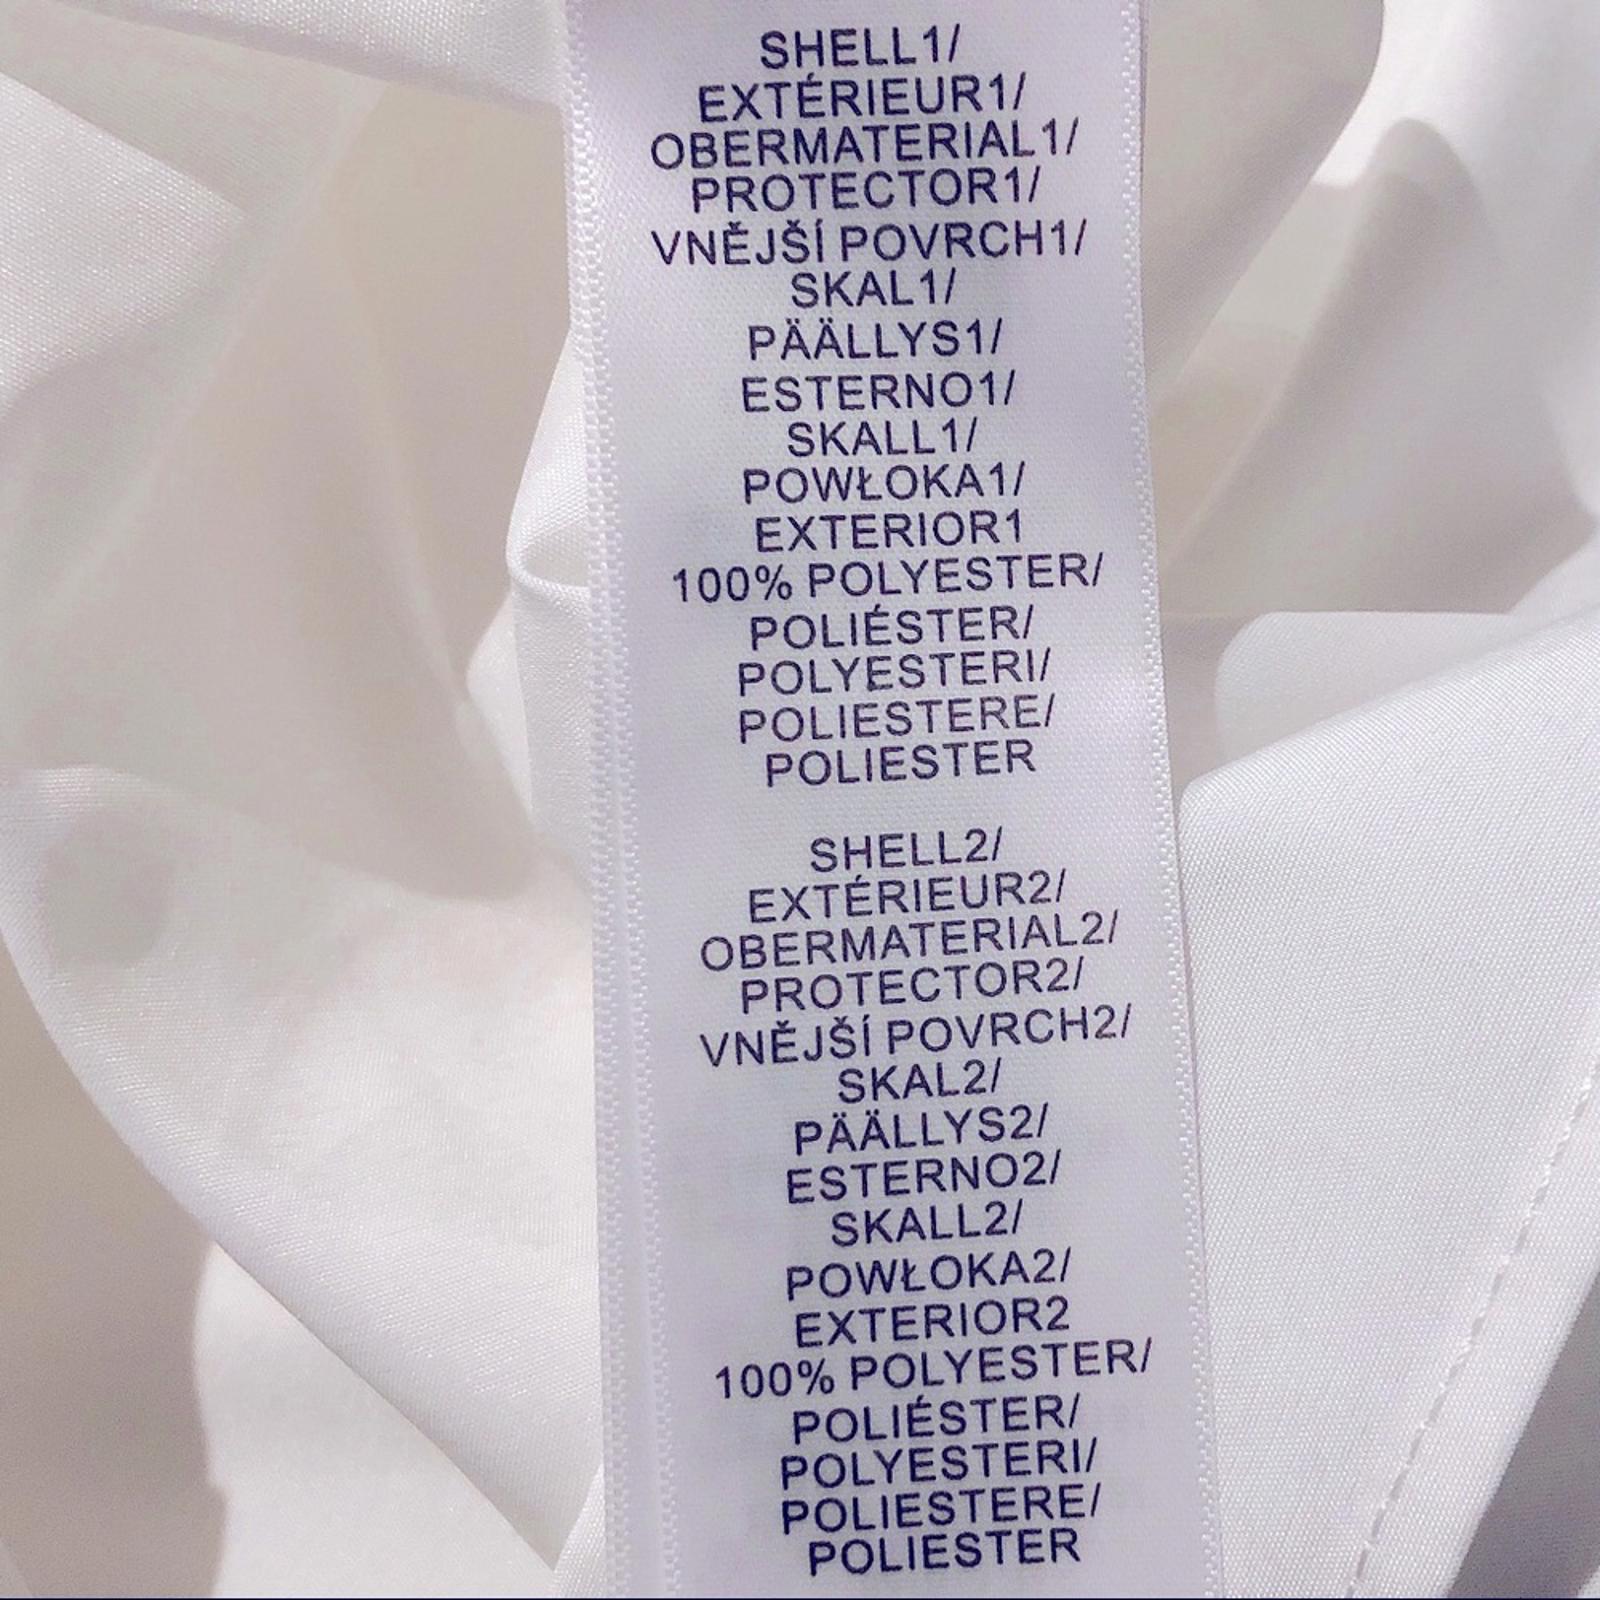 SHELL1/
EXTÉRIEUR1/
OBERMATERIAL1/
PROTECTOR1/
VNĚJŠÍ POVRCH1/
SKAL1/
PÄÄLLYS1/
ESTERNO1/
SKALL1/
POWŁOKA1/
EXTERIOR1
100% POLYESTER/
POLIÉSTER/
POLYESTERI/
POLIESTERE/
POLIESTER
SHELL2/
EXTÉRIEUR2/
OBERMATERIAL2/
PROTECTOR2/
VNĚJŠÍ POVRCH2/
SKAL2/
PÄÄLLYS2/
ESTERNO2/
SKALL2/
POWŁOKA2/
EXTERIOR2
100% POLYESTER/
POLIÉSTER/
POLYESTERI/
POLIESTERE/
POLIESTER